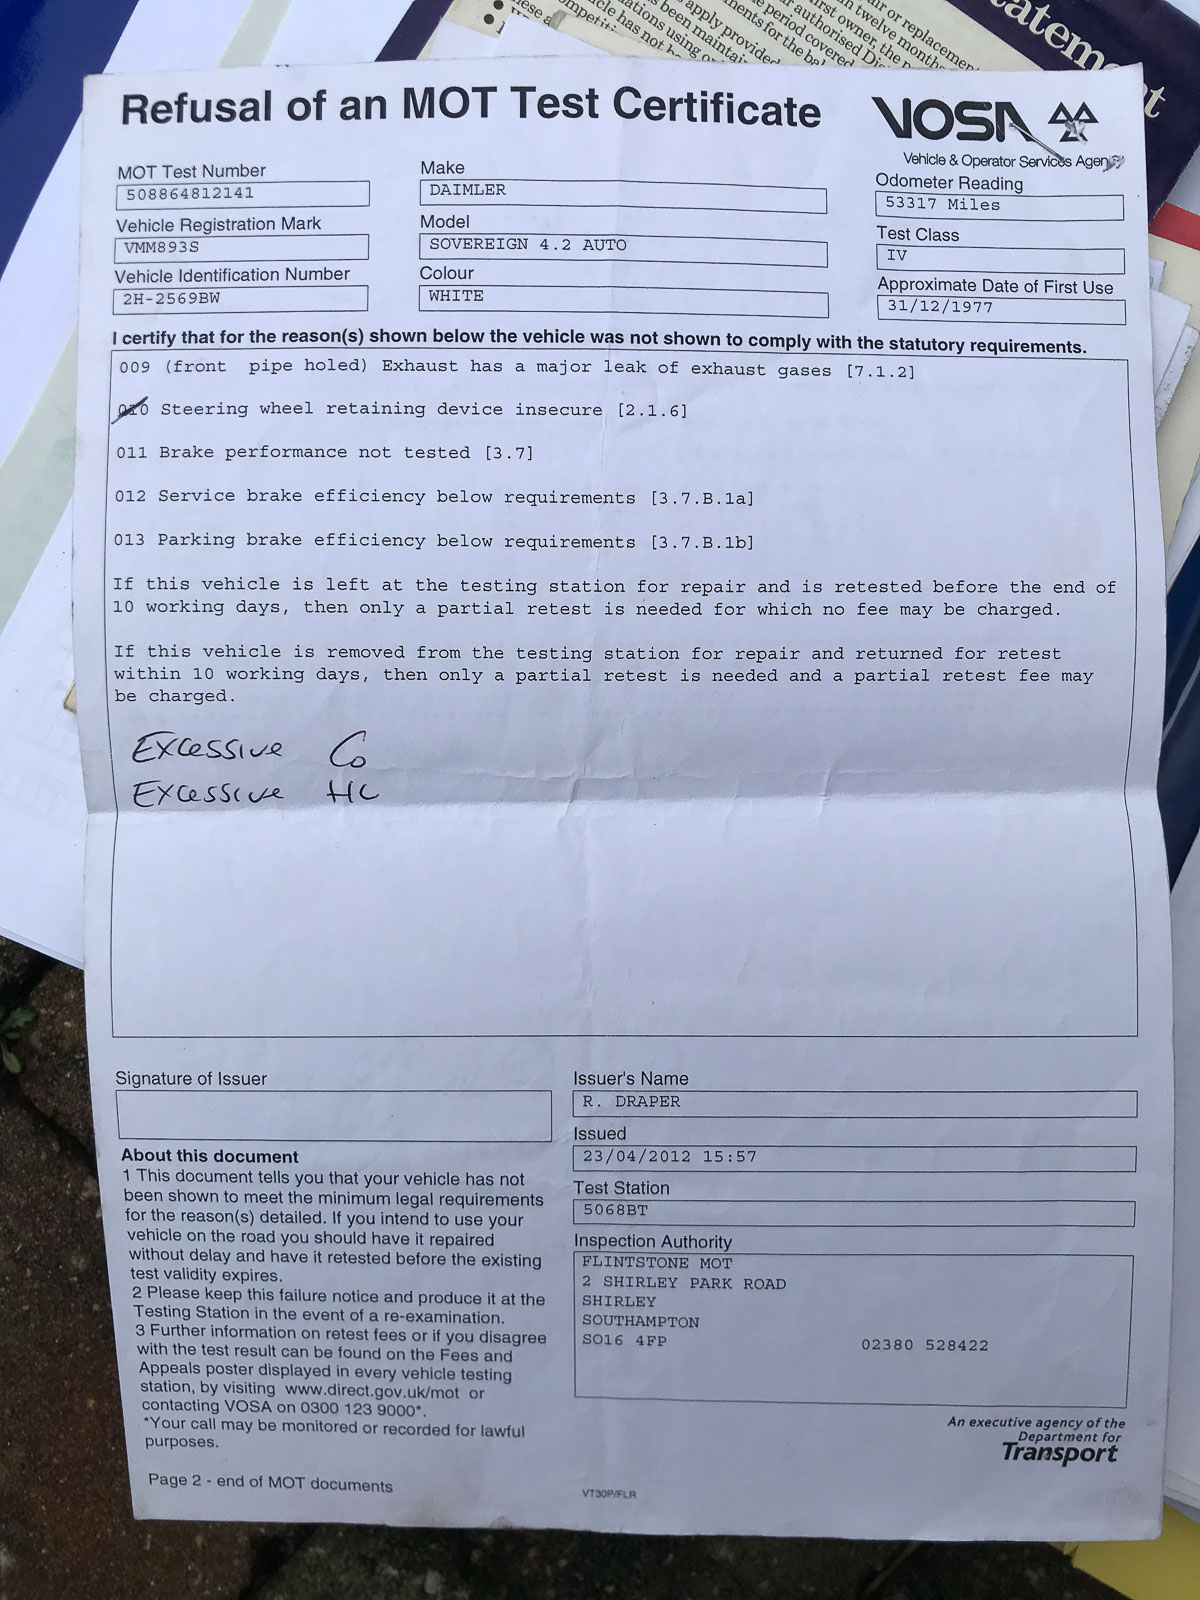 atement
Refusal of an MOT Test Certificate
VOSA
Vehicle & Operator Services Agency
MOT Test Number
508864812141
Make
DAIMLER
Odometer Reading
53317 Miles
Vehicle Registration Mark
VMM893S
Model
SOVEREIGN 4.2 AUTO
Test Class
IV
Vehicle Identification Number
2H-2569BW
Colour
WHITE
Approximate Date of First Use
31/12/1977
I certify that for the reason(s) shown below the vehicle was not shown to comply with the statutory requirements.
009 (front pipe holed) Exhaust has a major leak of exhaust gases [7.1.2]
010 Steering wheel retaining device insecure [2.1.6]
011 Brake performance not tested [3.7]
012 Service brake efficiency below requirements [3.7.B.1a]
013 Parking brake efficiency below requirements [3.7.B.1b]
If this vehicle is left at the testing station for repair and is retested before the end of
10 working days, then only a partial retest is needed for which no fee may be charged.
If this vehicle is removed from the testing station for repair and returned for retest
within 10 working days, then only a partial retest is needed and a partial retest fee may
be charged.
Excessive Co
Excessive HC
Signature of Issuer
About this document
1 This document tells you that your vehicle has not
been shown to meet the minimum legal requirements
for the reason(s) detailed. If you intend to use your
vehicle on the road you should have it repaired
without delay and have it retested before the existing
test validity expires.
2 Please keep this failure notice and produce it at the
Testing Station in the event of a re-examination.
3 Further information on retest fees or if you disagree
with the test result can be found on the Fees and
Appeals poster displayed in every vehicle testing
station, by visiting www.direct.gov.uk/mot or
contacting VOSA on 0300 123 9000*.
*Your call may be monitored or recorded for lawful
purposes.
Page 2 - end of MOT documents
Issuer's Name
R. DRAPER
Issued
23/04/2012 15:57
Test Station
5068BT
Inspection Authority
FLINTSTONE MOT
2 SHIRLEY PARK ROAD
SHIRLEY
SOUTHAMPTON
SO16 4FP 02380 528422
An executive agency of the
Department for
Transport
VT30P/FLR